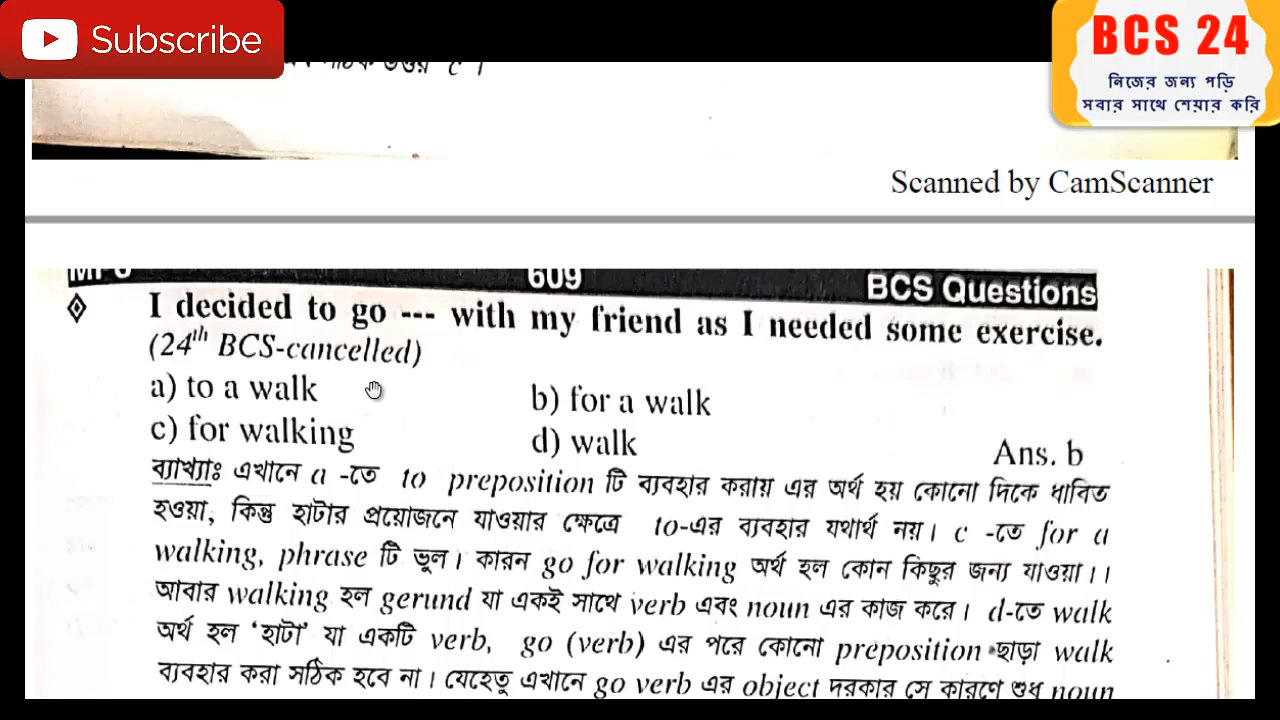 Subscribe
BCS 24
নিজের জন্য পড়ি
সবার সাথে শেয়ার করি
সঠিক উত্তর c ।
Scanned by CamScanner
609 BCS Questions
I decided to go --- with my friend as I needed some exercise.
(24th BCS-cancelled)
a) to a walk b) for a walk
c) for walking d) walk Ans. b
ব্যাখ্যাঃ এখানে a -তে to preposition টি ব্যবহার করায় এর অর্থ হয় কোনো দিকে ধাবিত
হওয়া, কিন্তু হাটার প্রয়োজনে যাওয়ার ক্ষেত্রে to-এর ব্যবহার যথার্থ নয়। c -তে for a
walking, phrase টি ভুল। কারন go for walking অর্থ হল কোন কিছুর জন্য যাওয়া।।
আবার walking হল gerund যা একই সাথে verb এবং noun এর কাজ করে। d-তে walk
অর্থ হল ‘হাটা’ যা একটি verb, go (verb) এর পরে কোনো preposition ছাড়া walk
ব্যবহার করা সঠিক হবে না। যেহেতু এখানে go verb এর object দরকার সে কারণে শুধু noun